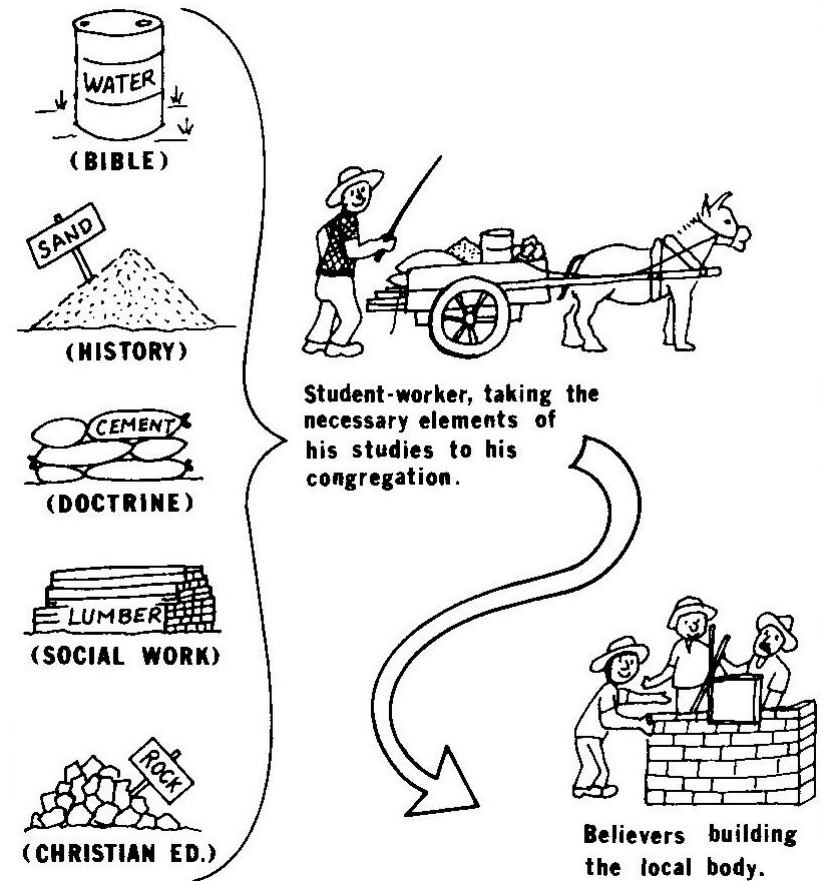 WATER
(BIBLE)
SAND
(HISTORY)
CEMENT
(DOCTRINE)
LUMBER
(SOCIAL WORK)
ROCK
(CHRISTIAN ED.)
Student-worker, taking the
necessary elements of
his studies to his
congregation.
Believers building
the local body.